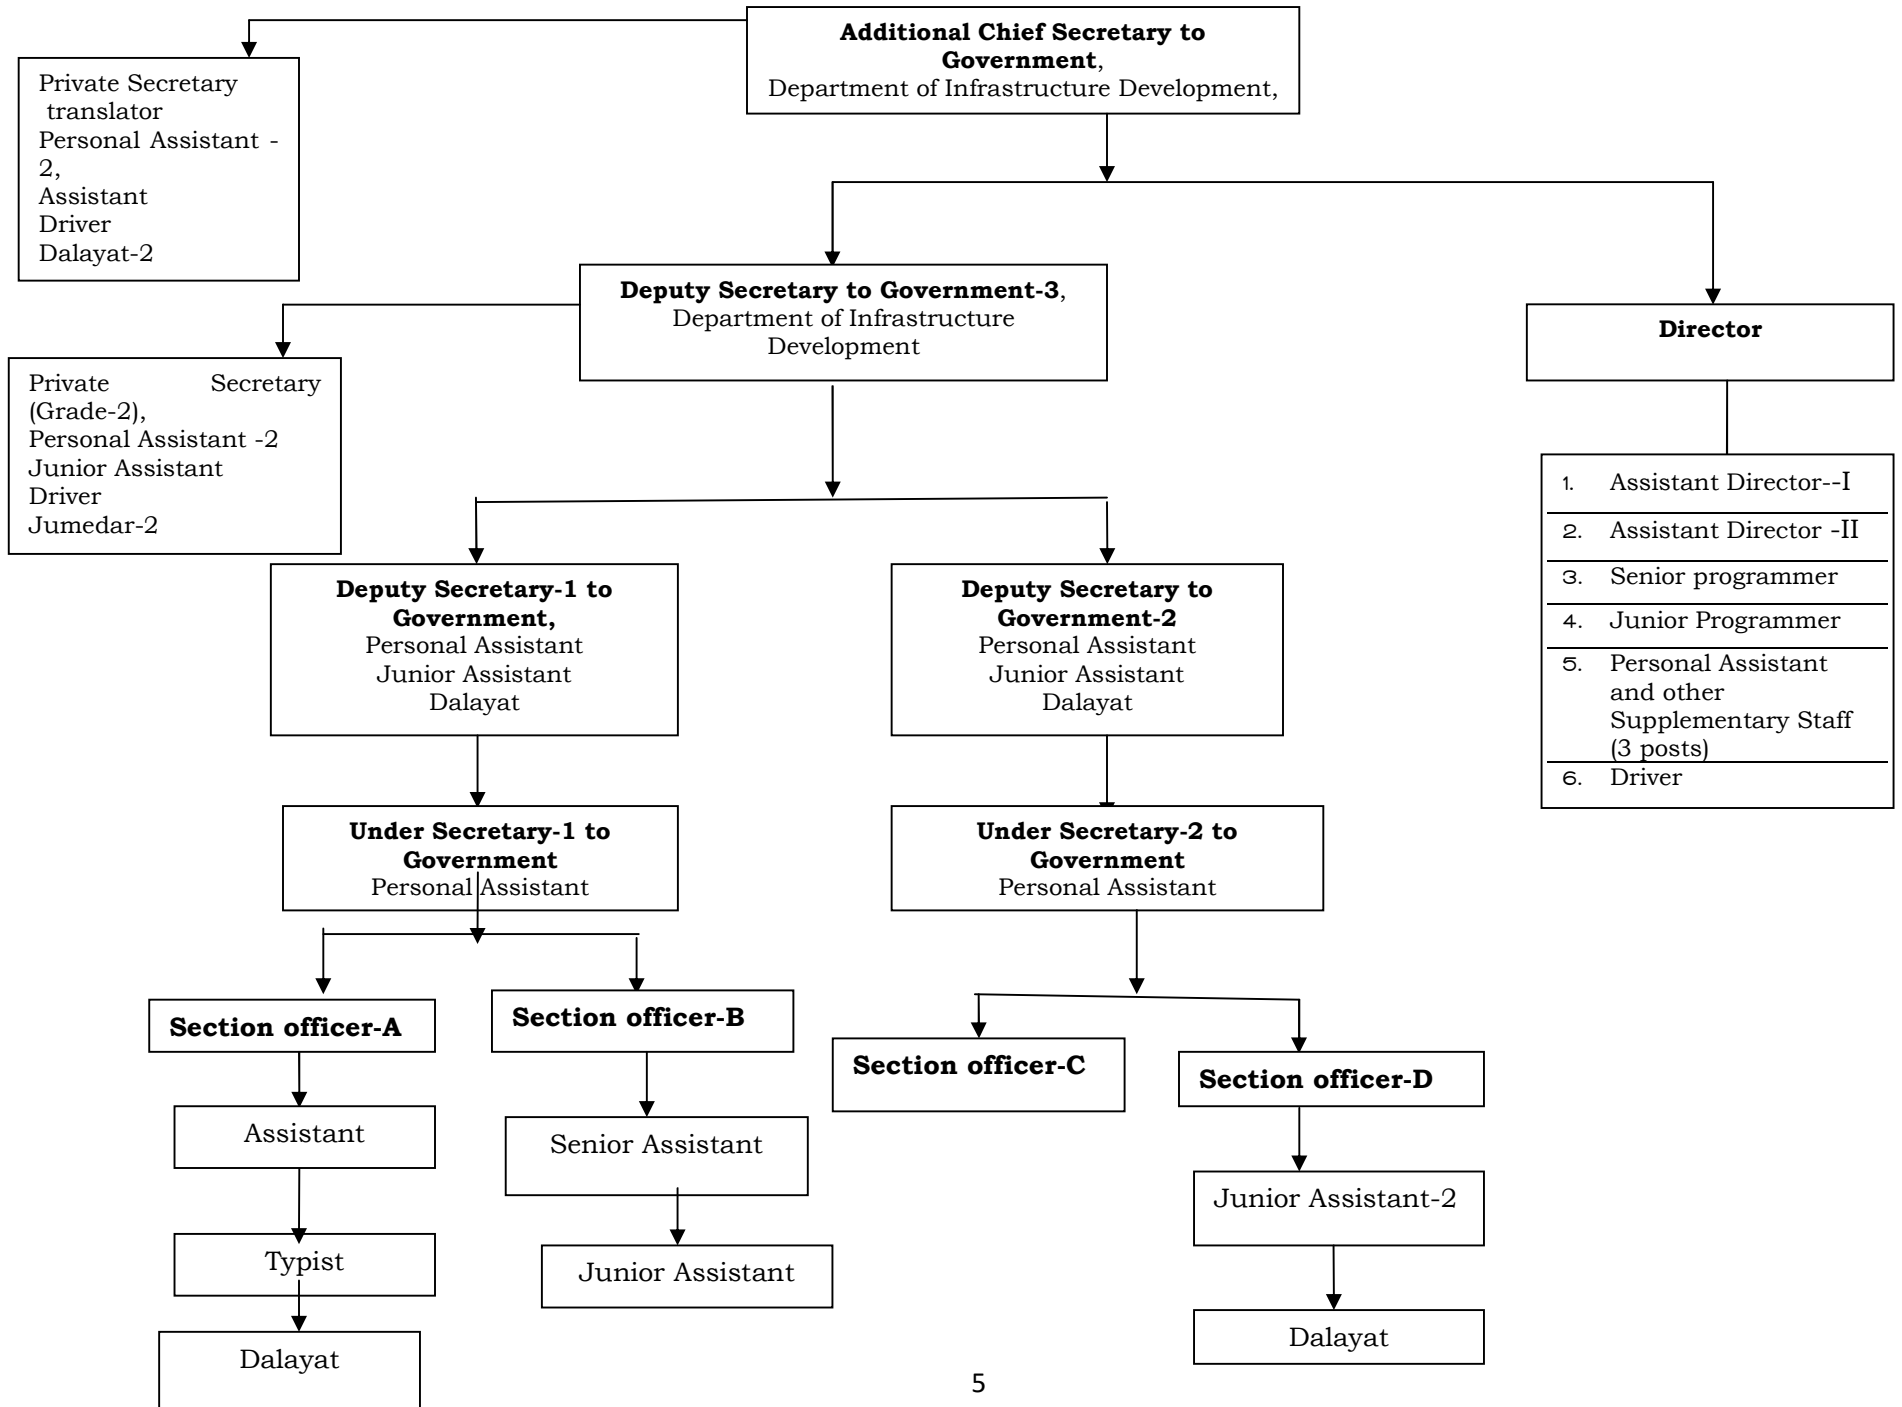 Additional Chief Secretary to
Government,
Department of Infrastructure Development,
Private Secretary
translator
Personal Assistant -
2,
Assistant
Driver
Dalayat-2
Deputy Secretary to Government-3,
Department of Infrastructure
Development
Director
Private Secretary
(Grade-2),
Personal Assistant -2
Junior Assistant
Driver
Jumedar-2
1. Assistant Director--I
2. Assistant Director -II
3. Senior programmer
4. Junior Programmer
5. Personal Assistant
and other
Supplementary Staff
(3 posts)
6. Driver
Deputy Secretary-1 to
Government,
Personal Assistant
Junior Assistant
Dalayat
Deputy Secretary to
Government-2
Personal Assistant
Junior Assistant
Dalayat
Under Secretary-1 to
Government
Personal Assistant
Under Secretary-2 to
Government
Personal Assistant
Section officer-A
Section officer-B
Section officer-C
Section officer-D
Assistant
Senior Assistant
Junior Assistant-2
Typist
Junior Assistant
Dalayat
Dalayat
5